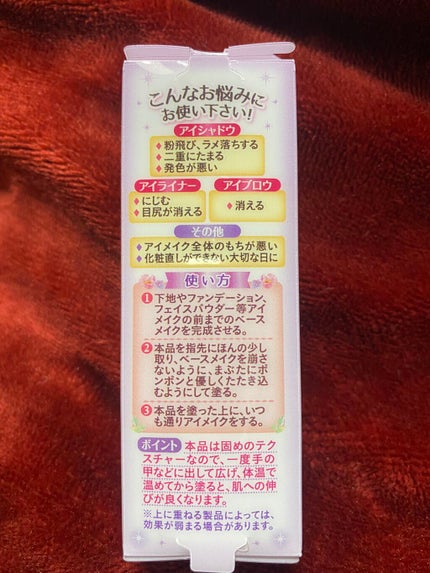 こんなお悩みに
お使い下さい!
アイシャドウ
♦粉飛び、ラメ落ちする
♦二重にたまる
♦発色が悪い
アイライナー
♦にじむ
♦目尻が消える
アイブロウ
♦消える
その他
♦アイメイク全体のもちが悪い
♦化粧直しができない大切な日に
使い方
1 下地やファンデーション、
フェイスパウダー等アイ
メイクの前までのベース
メイクを完成させる。
2 本品を指先にほんの少し
取り、ベースメイクを崩さ
ないように、まぶたにポ
ンポンと優しくたたき込
むようにして塗る。
3 本品を塗った上に、いつ
も通りアイメイクをする。
ポイント 本品は固めのテク
スチャーなので、一度手の
甲などに出して広げ、体温で
温めてから塗ると、肌への伸
びが良くなります。
※上に重ねる製品によっては、
効果が弱まる場合があります。